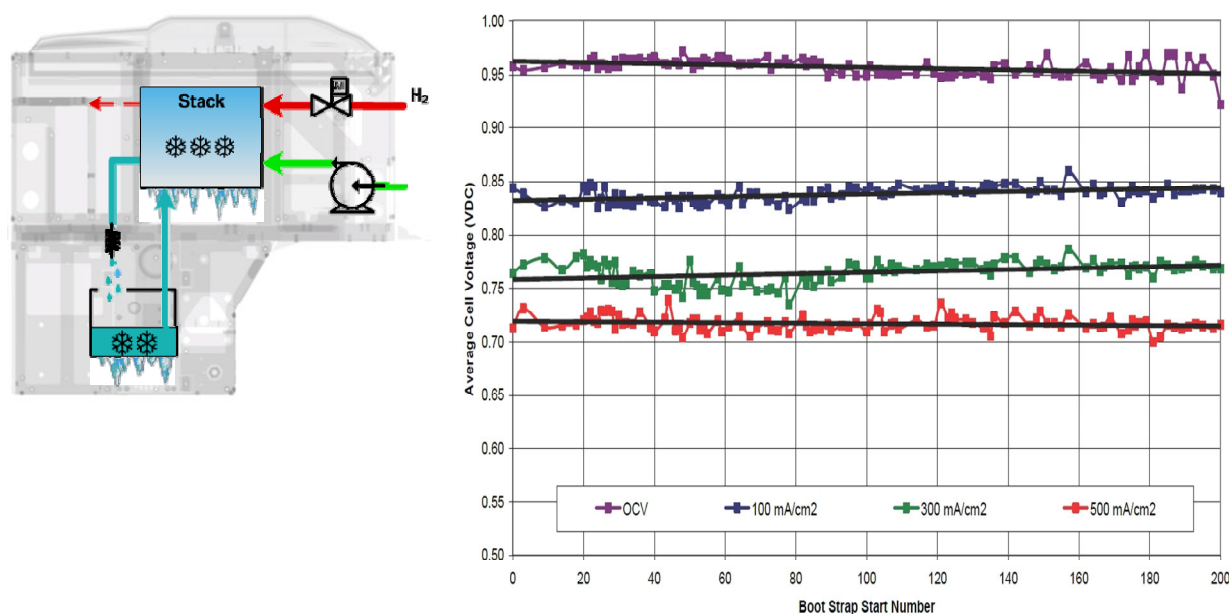 Stack
H₂
M
1.00
0.95
0.90
0.85
0.80
0.75
0.70
0.65
0.60
0.55
0.50
Average Cell Voltage (VDC)
OCV 100 mA/cm2 300 mA/cm2 500 mA/cm2
0 20 40 60 80 100 120 140 160 180 200
Boot Strap Start Number